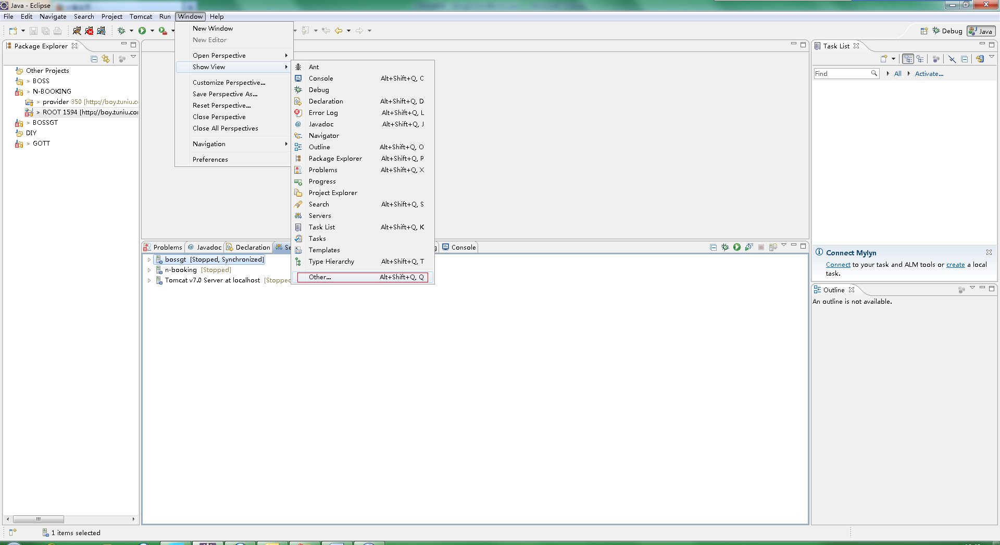 Java - Eclipse
File Edit Navigate Search Project Tomcat Run Window Help
Debug Java
Package Explorer
Other Projects
> BOSS
> N-BOOKING
> provider 350 [http://boy.tuniu.c
> ROOT 1594 [http://boy.tuniu.co
> BOSSGT
DIY
> GOTT
New Window
New Editor
Open Perspective
Show View
Customize Perspective...
Save Perspective As...
Reset Perspective...
Close Perspective
Close All Perspectives
Navigation
Preferences
Ant
Console Alt+Shift+Q, C
Debug
Declaration Alt+Shift+Q, D
Error Log Alt+Shift+Q, L
Javadoc Alt+Shift+Q, J
Navigator
Outline Alt+Shift+Q, O
Package Explorer Alt+Shift+Q, P
Problems Alt+Shift+Q, X
Progress
Project Explorer
Search Alt+Shift+Q, S
Servers
Task List Alt+Shift+Q, K
Tasks
Templates
Type Hierarchy Alt+Shift+Q, T
Other... Alt+Shift+Q, Q
Problems Javadoc Declaration Se g Console
bossgt [Stopped, Synchronized]
n-booking [Stopped]
Tomcat v7.0 Server at localhost [Stopped
Task List
Find All Activate...
Connect Mylyn
Connect to your task and ALM tools or create a local
task.
Outline
An outline is not available.
1 items selected